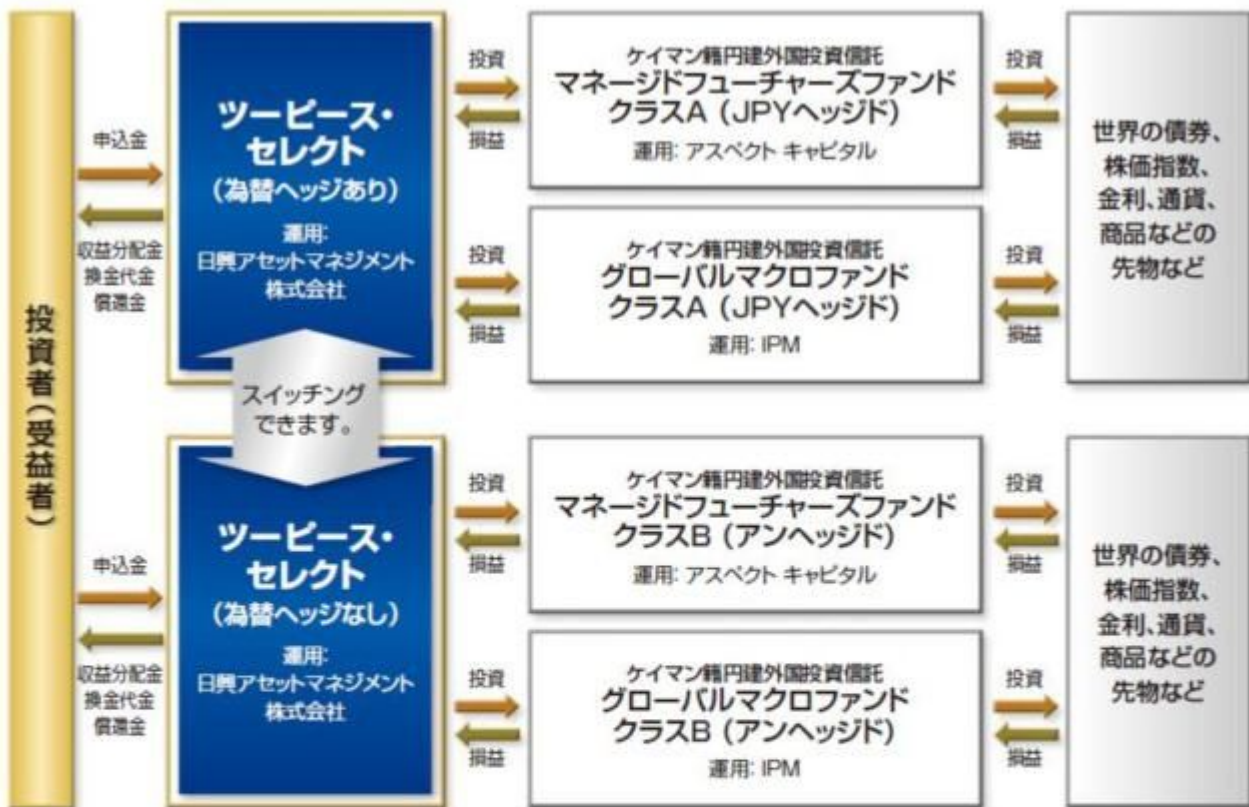 投資者（受益者）
申込金
収益分配金
換金代金
償還金
ツーピース・
セレクト
（為替ヘッジあり）
運用：
日興アセットマネジメント
株式会社
投資
損益
ケイマン籍円建外国投資信託
マネージドフューチャーズファンド
クラスA（JPYヘッジド）
運用：アスペクト キャピタル
投資
損益
投資
損益
ケイマン籍円建外国投資信託
グローバルマクロファンド
クラスA（JPYヘッジド）
運用：IPM
投資
損益
世界の債券、
株価指数、
金利、通貨、
商品などの
先物など
スイッチング
できます。
申込金
収益分配金
換金代金
償還金
ツーピース・
セレクト
（為替ヘッジなし）
運用：
日興アセットマネジメント
株式会社
投資
損益
ケイマン籍円建外国投資信託
マネージドフューチャーズファンド
クラスB（アンヘッジド）
運用：アスペクト キャピタル
投資
損益
投資
損益
ケイマン籍円建外国投資信託
グローバルマクロファンド
クラスB（アンヘッジド）
運用：IPM
投資
損益
世界の債券、
株価指数、
金利、通貨、
商品などの
先物など